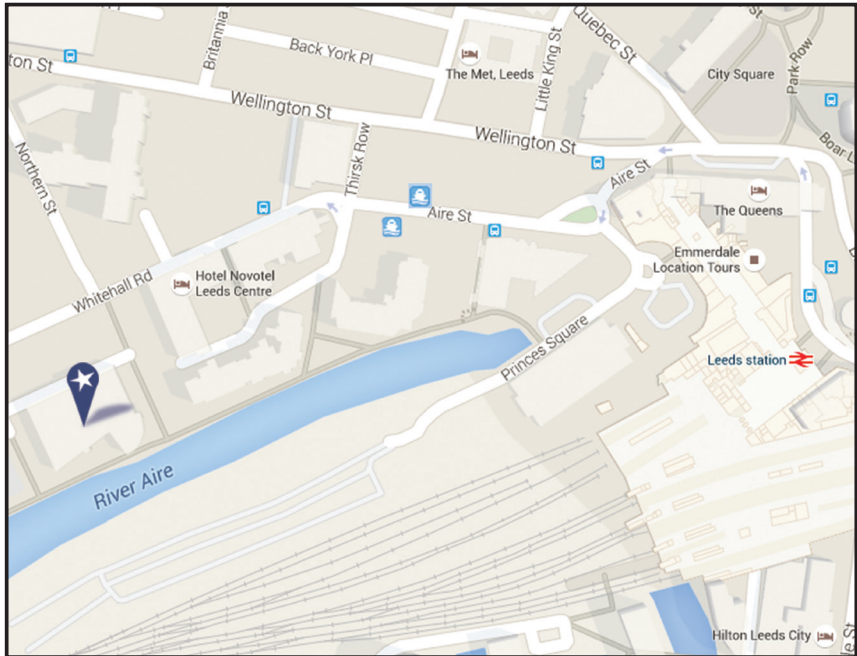 Quebec St
Britannia
Back York Pl
Little King St
Park Row
The Met, Leeds
City Square
ton St
Wellington St
Wellington St
Boar L
Northern St
Thirsk Row
Aire St
Aire St
The Queens
Emmerdale
Location Tours
Hotel Novotel
Leeds Centre
Whitehall Rd
Princes Square
Leeds station
River Aire
Hilton Leeds City
le St